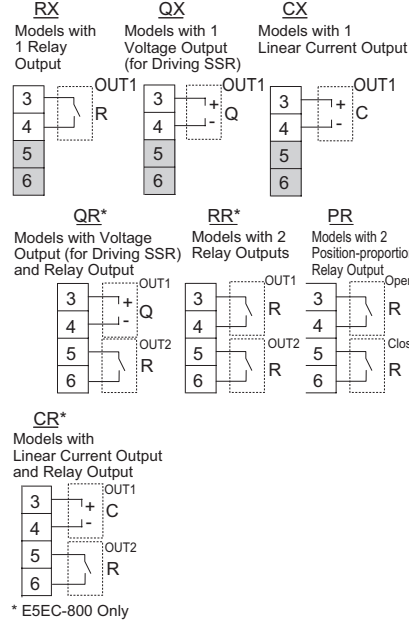 RX
Models with
1 Relay
Output
OUT1
3
4
5
6
R
QX
Models with 1
Voltage Output
(for Driving SSR)
OUT1
3
4
5
6
+
-
Q
CX
Models with 1
Linear Current Output
OUT1
3
4
5
6
+
-
C
QR*
Models with Voltage
Output (for Driving SSR)
and Relay Output
OUT1
3
4
+
-
Q
OUT2
5
6
R
RR*
Models with 2
Relay Outputs
OUT1
3
4
R
OUT2
5
6
R
PR
Models with 2
Position-proportion
Relay Output
Open
3
4
R
Clos
5
6
R
CR*
Models with
Linear Current Output
and Relay Output
OUT1
3
4
+
-
C
OUT2
5
6
R
* E5EC-800 Only